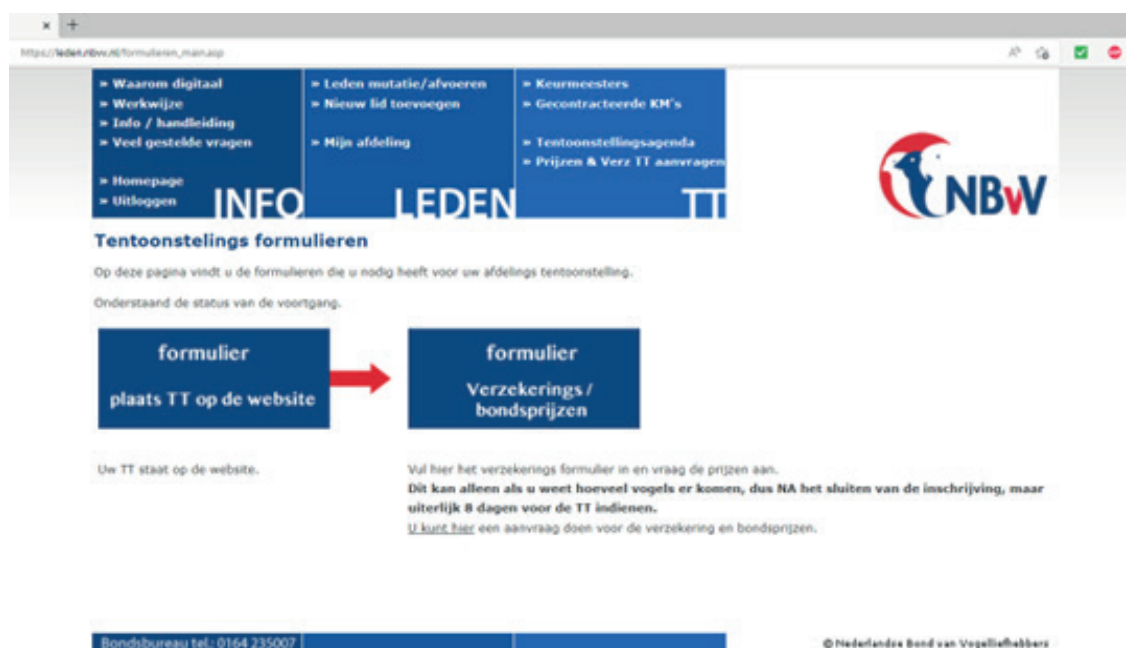 × +
https://leden.nbvv.nl/formulieren_main.asp
» Waarom digitaal
» Werkwijze
» Info / handleiding
» Veel gestelde vragen
» Homepage
» Uitloggen
INFO
» Leden mutatie/afvoeren
» Nieuw lid toevoegen
» Mijn afdeling
LEDEN
» Keurmeesters
» Gecontracteerde KM's
» Tentoonstellingsagenda
» Prijzen & Verz TT aanvragen
TT
NBvV
Tentoonstelings formulieren
Op deze pagina vindt u de formulieren die u nodig heeft voor uw afdelings tentoonstelling.
Onderstaand de status van de voortgang.
formulier
plaats TT op de website
formulier
Verzekerings /
bondsprijzen
Uw TT staat op de website.
Vul hier het verzekerings formulier in en vraag de prijzen aan.
Dit kan alleen als u weet hoeveel vogels er komen, dus NA het sluiten van de inschrijving, maar
uiterlijk 8 dagen voor de TT indienen.
U kunt hier een aanvraag doen voor de verzekering en bondsprijzen.
Bondsbureau tel.: 0164 235007
© Nederlandse Bond van Vogelliefhebbers